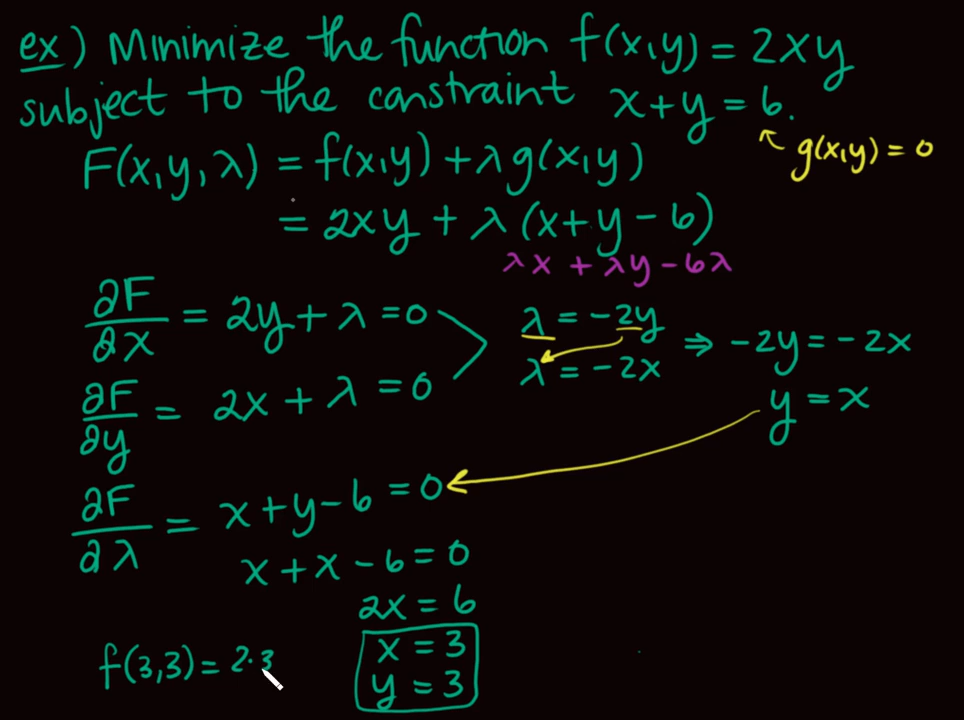 ex) Minimize the function f(x,y) = 2xy
subject to the constraint x+y = 6.
g(x,y) = 0
F(x,y,λ) = f(x,y) + λg(x,y)
= 2xy + λ(x+y-6)
λx + λy - 6λ
∂F/∂x = 2y + λ = 0
λ = -2y
λ = -2x
⇒ -2y = -2x
y = x
∂F/∂y = 2x + λ = 0
∂F/∂λ = x+y-6 = 0
x + x - 6 = 0
2x = 6
x = 3
y = 3
f(3,3) = 2·3